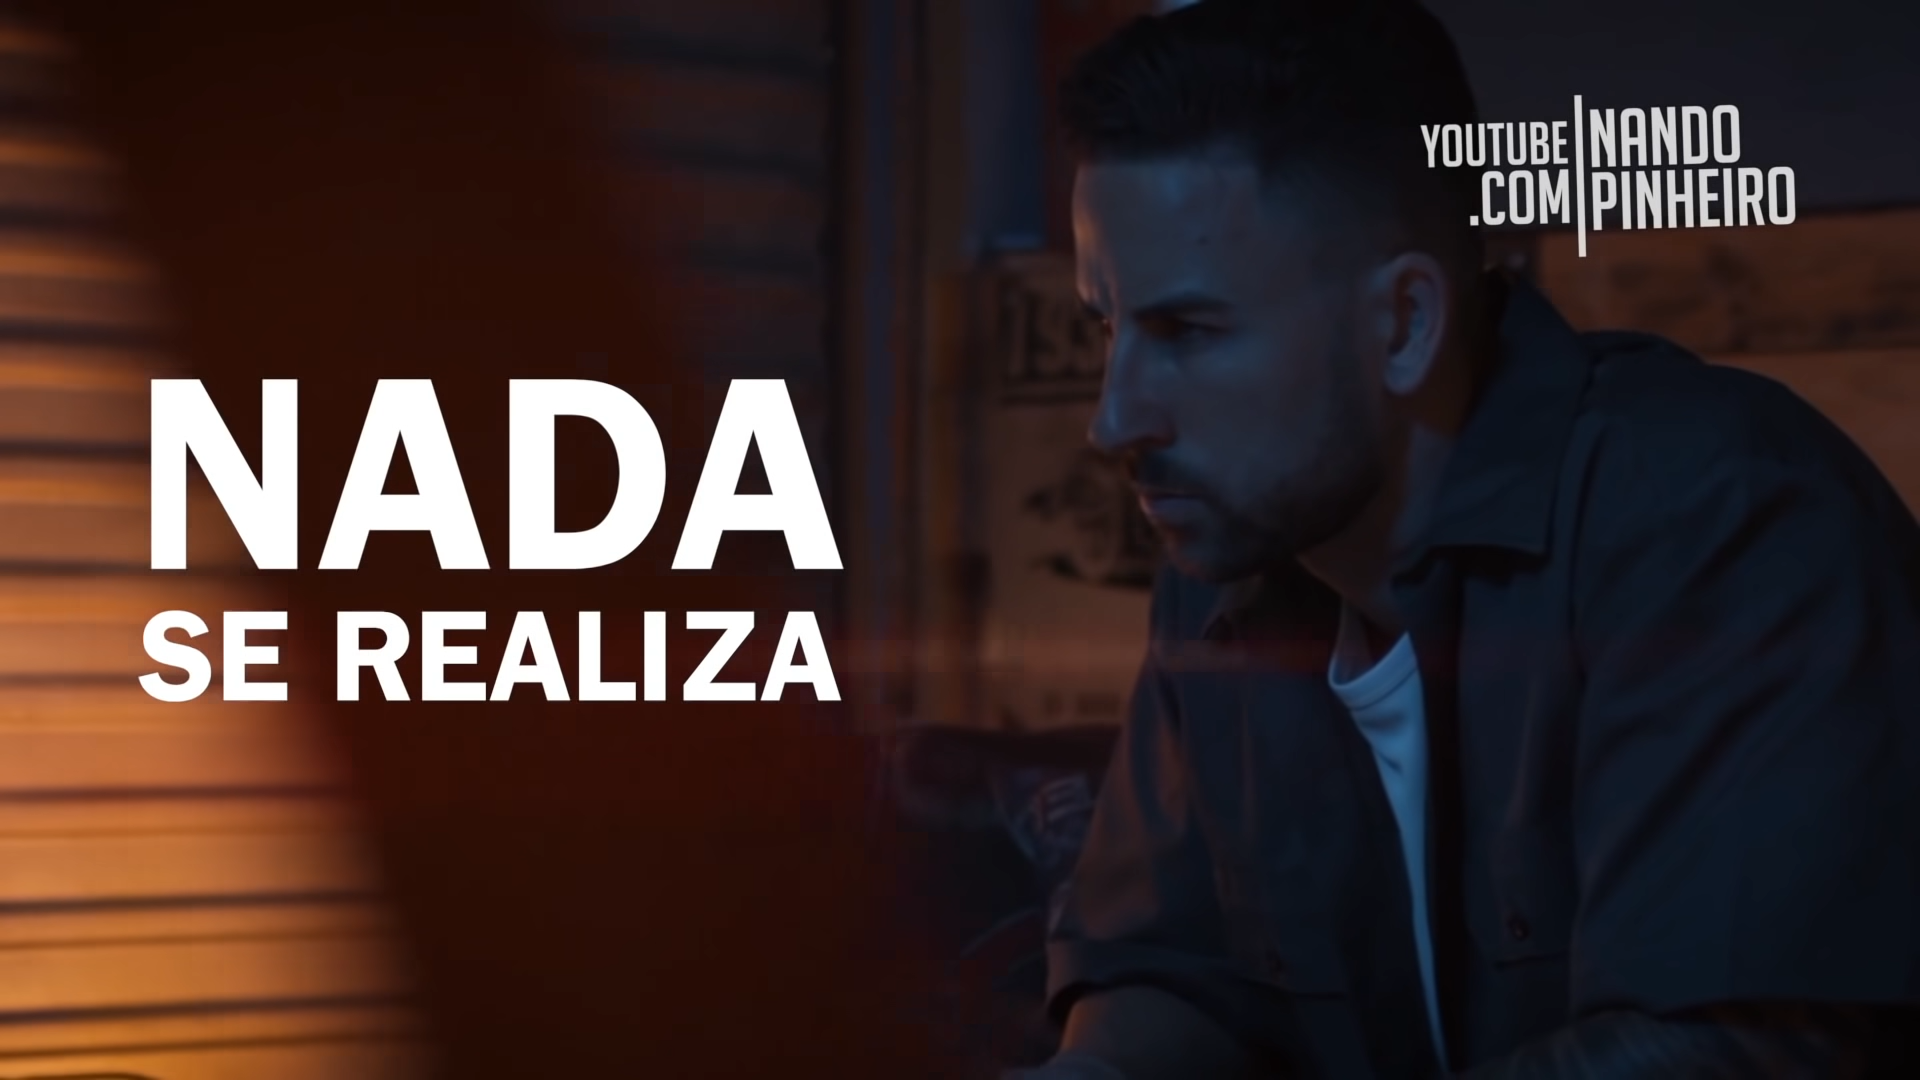 YOUTUBE
.COM
NANDO
PINHEIRO
NADA
SE REALIZA